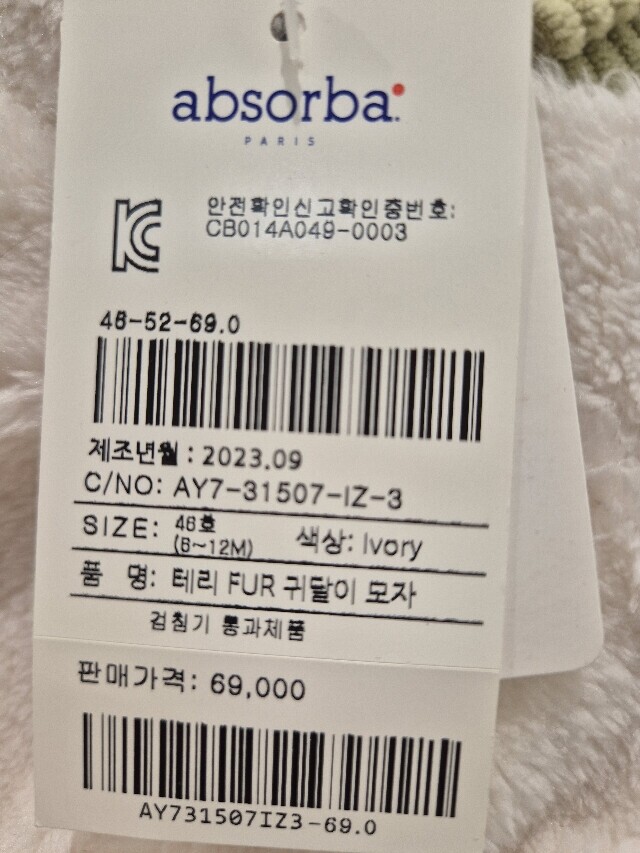 absorba.
PARIS
안전확인신고확인증번호:
CB014A049-0003
46-52-69.0
제조년월 : 2023.09
C/NO: AY7-31507-IZ-3
SIZE: 46호 (6~12M) 색상: Ivory
품 명: 테리 FUR 귀달이 모자
검침기 통과제품
판매가격: 69,000
AY731507IZ3-69.0